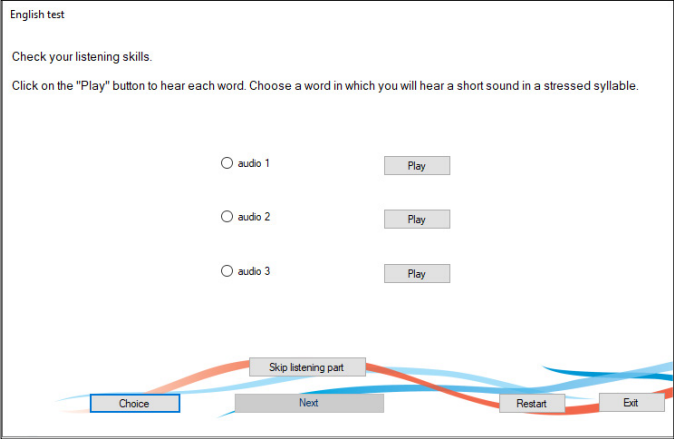 English test
Check your listening skills.
Click on the "Play" button to hear each word. Choose a word in which you will hear a short sound in a stressed syllable.
audio 1 Play
audio 2 Play
audio 3 Play
Skip listening part
Choice Next Restart Exit